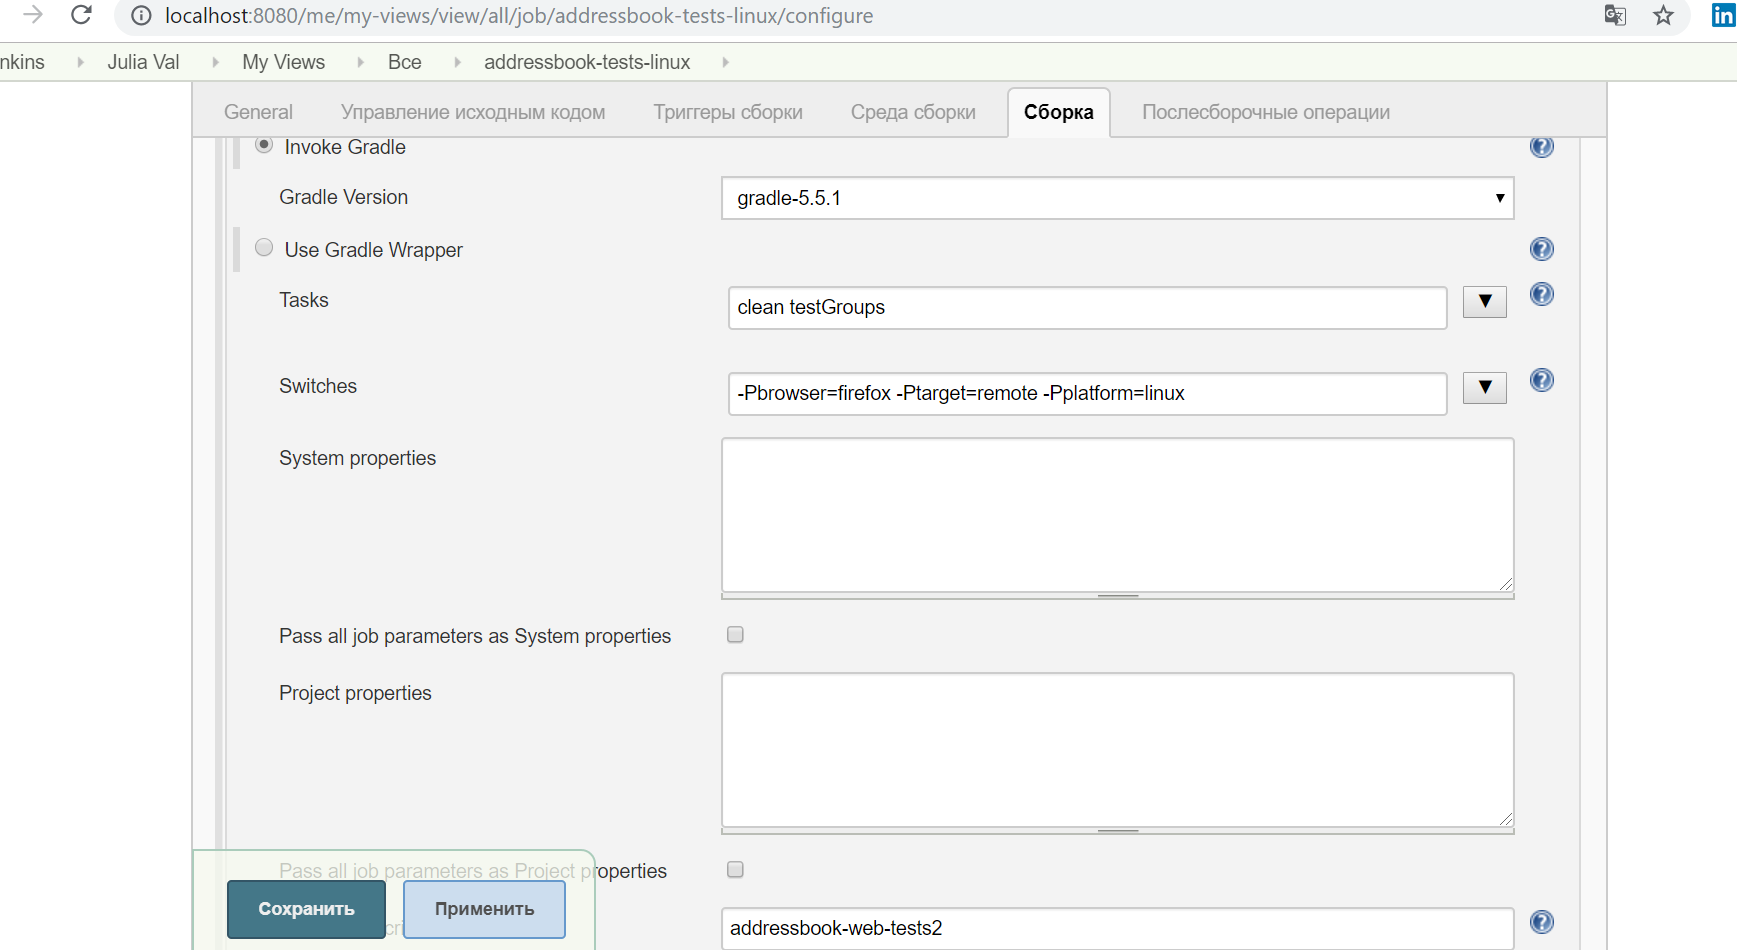 localhost:8080/me/my-views/view/all/job/addressbook-tests-linux/configure
in
nkins Julia Val My Views Все addressbook-tests-linux
General Управление исходным кодом Триггеры сборки Среда сборки Сборка Послесборочные операции
Invoke Gradle
Gradle Version gradle-5.5.1
Use Gradle Wrapper
Tasks clean testGroups
Switches -Pbrowser=firefox -Ptarget=remote -Pplatform=linux
System properties
Pass all job parameters as System properties
Project properties
Pass all job parameters as Project properties
Сохранить Применить
addressbook-web-tests2